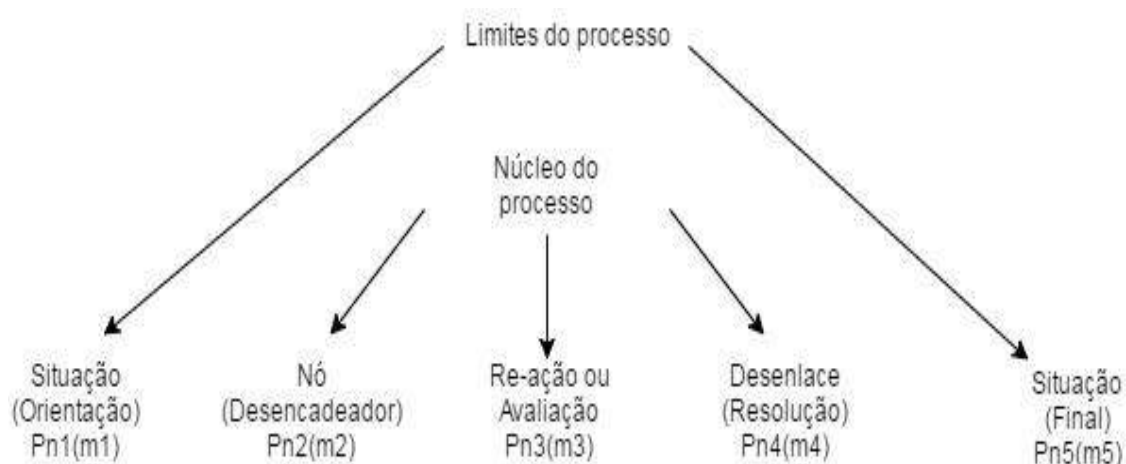 Limites do processo
Núcleo do
processo
Situação
(Orientação)
Pn1(m1)
Nó
(Desencadeador)
Pn2(m2)
Re-ação ou
Avaliação
Pn3(m3)
Desenlace
(Resolução)
Pn4(m4)
Situação
(Final)
Pn5(m5)